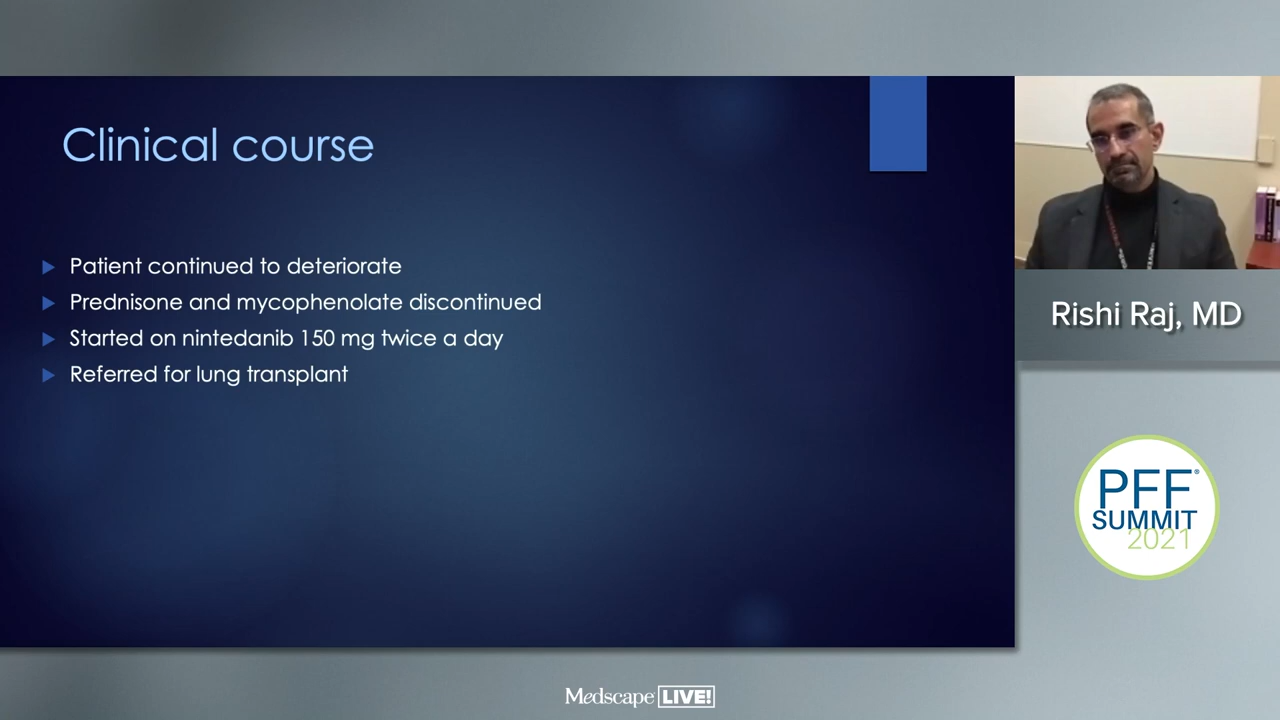 Clinical course
Patient continued to deteriorate
Prednisone and mycophenolate discontinued
Started on nintedanib 150 mg twice a day
Referred for lung transplant
Rishi Raj, MD
PFF®
SUMMIT
2021
Medscape LIVE!